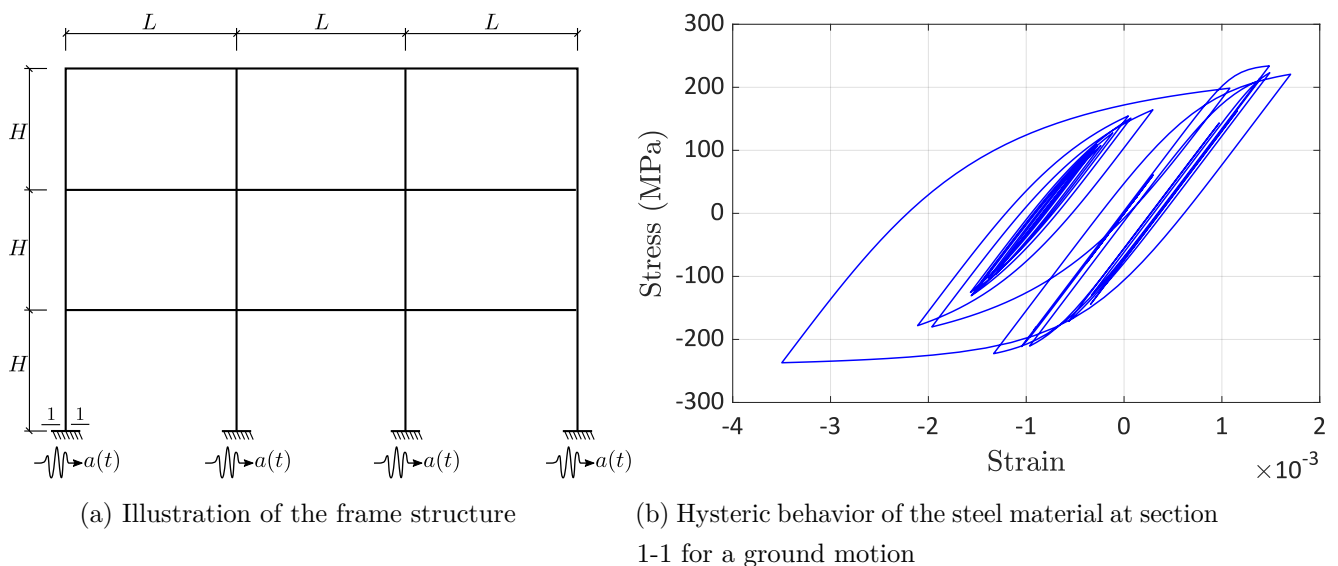 L L L
H
H
H
1 1
a(t) a(t) a(t) a(t)
(a) Illustration of the frame structure
300
200
100
0
-100
-200
-300
-4 -3 -2 -1 0 1 2
Stress (MPa)
Strain
×10⁻³
(b) Hysteric behavior of the steel material at section
1-1 for a ground motion